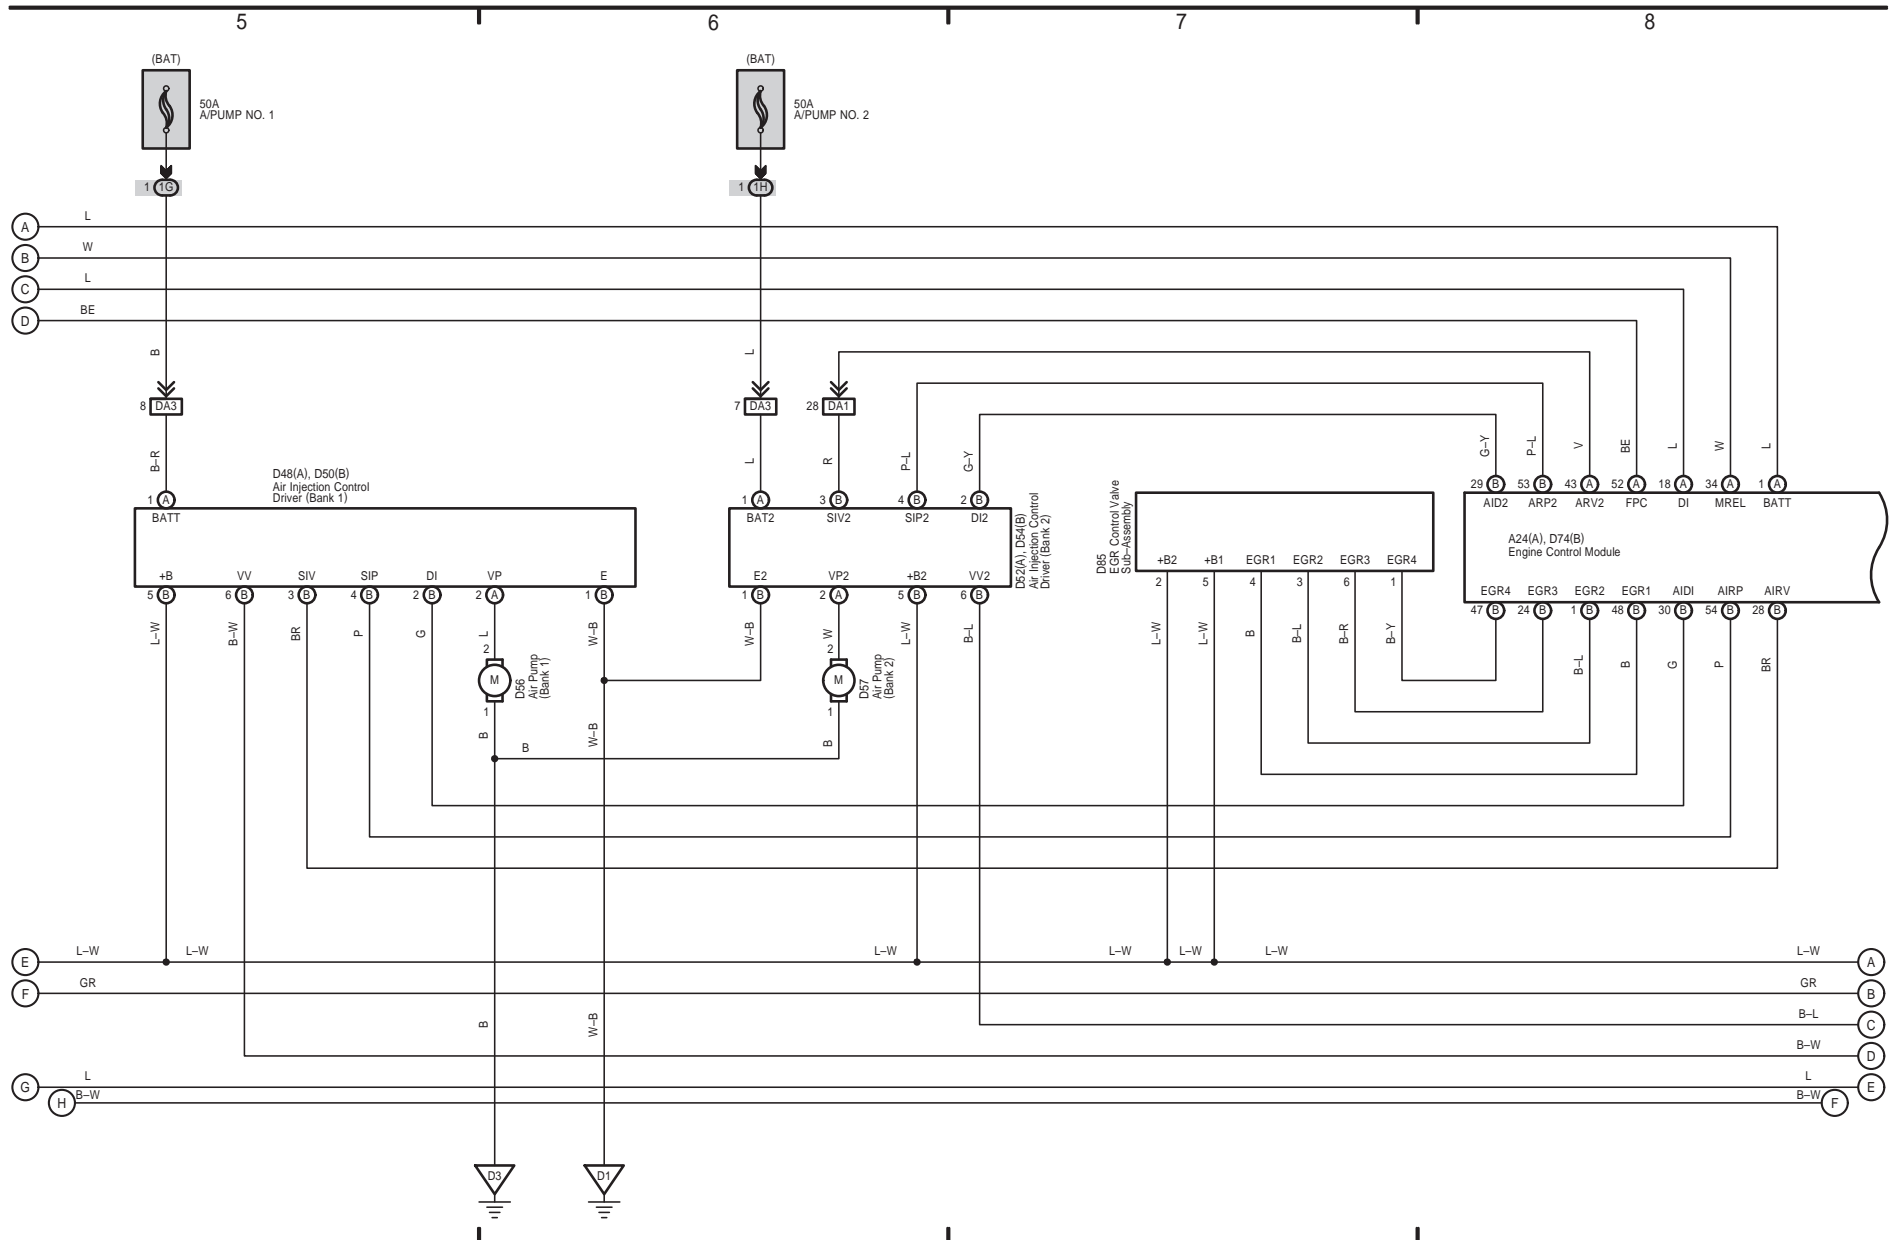 5 6 7 8
(BAT) (BAT)
50A
A/PUMP NO. 1
50A
A/PUMP NO. 2
1 1G 1 1H
A L
B W
C L
D BE
B L
8 DA3 7 DA3 28 DA1
B–R L R P–L G–Y G–Y P–L V BE L W L
D48(A), D50(B)
Air Injection Control
Driver (Bank 1)
1 A 1 A 3 B 4 B 2 B
BATT BAT2 SIV2 SIP2 DI2
D52(A), D54(B)
Air Injection Control
Driver (Bank 2)
D85
EGR Control Valve
Sub–Assembly
29 B 53 B 43 A 52 A 18 A 34 A 1 A
AID2 ARP2 ARV2 FPC DI MREL BATT
A24(A), D74(B)
Engine Control Module
+B VV SIV SIP DI VP E
5 B 6 B 3 B 4 B 2 B 2 A 1 B
E2 VP2 +B2 VV2
1 B 2 A 5 B 6 B
+B2 +B1 EGR1 EGR2 EGR3 EGR4
2 5 4 3 6 1
EGR4 EGR3 EGR2 EGR1 AIDI AIRP AIRV
47 B 24 B 1 B 48 B 30 B 54 B 28 B
L–W B–W BR P G L W–B W–B W L–W B–L L–W L–W B B–L B–R B–Y B–L B G P BR
2 2
M M
D56
Air Pump
(Bank 1)
D57
Air Pump
(Bank 2)
1 1
B W–B B
B
E L–W L–W L–W L–W L–W L–W L–W A
F GR GR B
B W–B
B–L C
B–W D
G L L E
H B–W B–W F
D3 D1